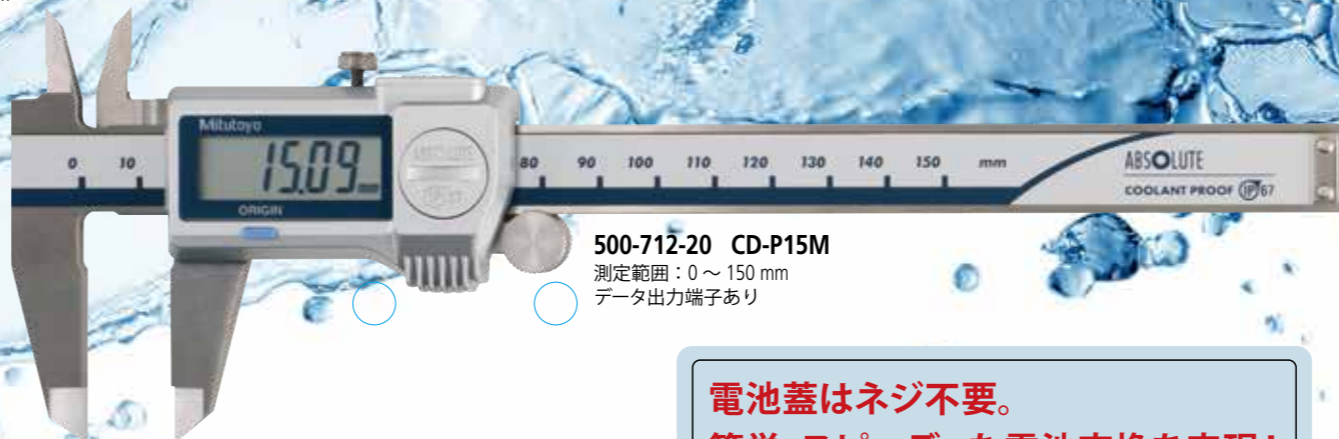 Mitutoyo
15.09 mm
ORIGIN
0 10 80 90 100 110 120 130 140 150 mm
ABSOLUTE
COOLANT PROOF IP67
500-712-20 CD-P15M
測定範囲：0 ～ 150 mm
データ出力端子あり
電池蓋はネジ不要。